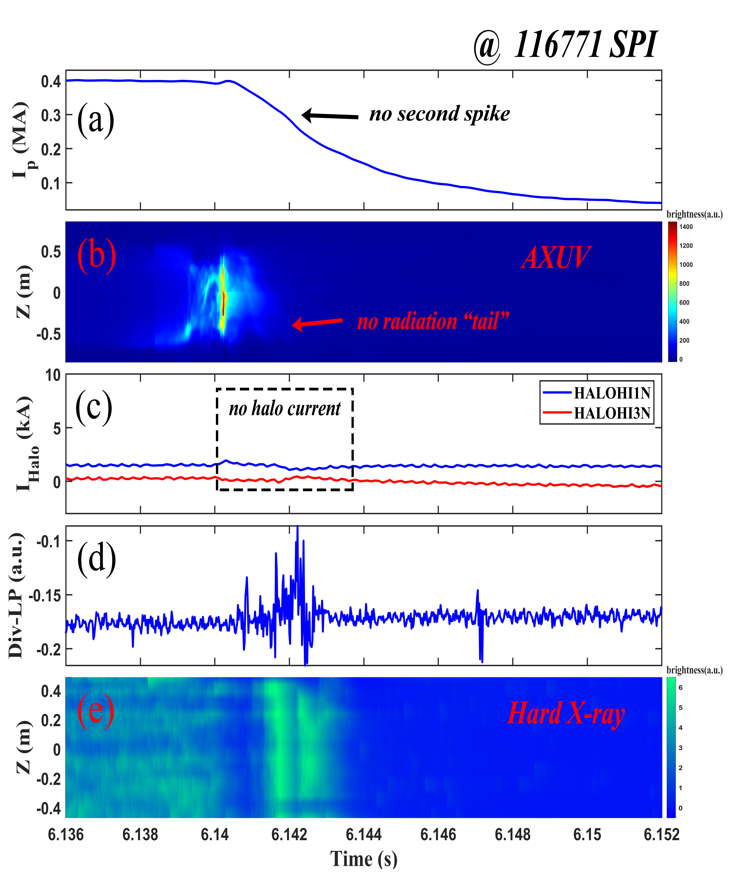 @ 116771 SPI
(a)
no second spike
I_p (MA)
0.4
0.3
0.2
0.1
(b)
AXUV
no radiation “tail”
Z (m)
0.5
0
-0.5
brightness(a.u.)
1400
1200
1000
800
600
400
200
0
(c)
no halo current
HALOHI1N
HALOHI3N
I_Halo (kA)
10
5
0
(d)
Div-LP (a.u.)
-0.1
-0.15
-0.2
(e)
Hard X-ray
Z (m)
0.4
0.2
0
-0.2
-0.4
brightness(a.u.)
6
5
4
3
2
1
0
6.136 6.138 6.14 6.142 6.144 6.146 6.148 6.15 6.152
Time (s)